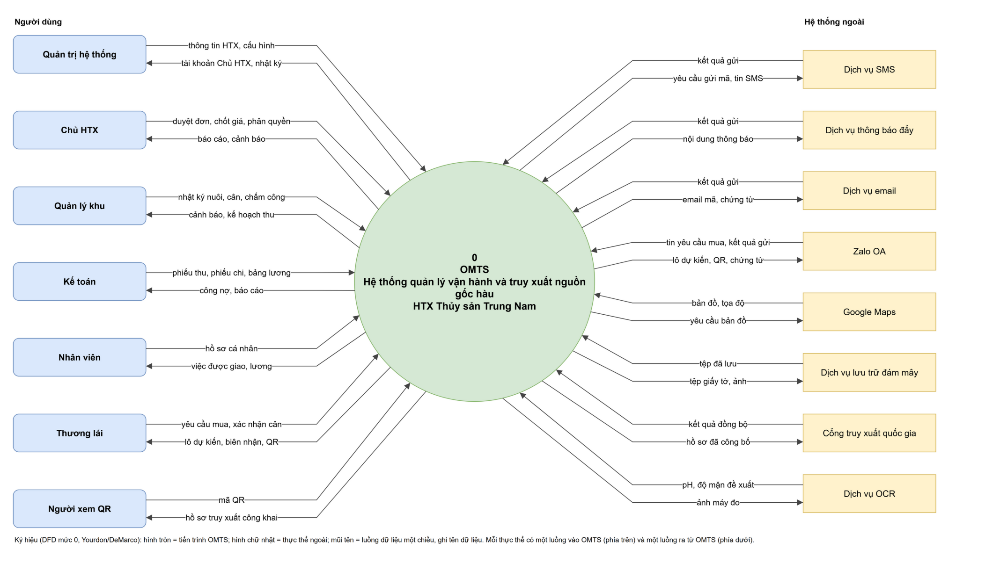 Người dùng
Hệ thống ngoài
Quản trị hệ thống
thông tin HTX, cấu hình
tài khoản Chủ HTX, nhật ký
Chủ HTX
duyệt đơn, chốt giá, phân quyền
báo cáo, cảnh báo
Quản lý khu
nhật ký nuôi, cân, chấm công
cảnh báo, kế hoạch thu
Kế toán
phiếu thu, phiếu chi, bảng lương
công nợ, báo cáo
Nhân viên
hồ sơ cá nhân
việc được giao, lương
Thương lái
yêu cầu mua, xác nhận cân
lô dự kiến, biên nhận, QR
Người xem QR
mã QR
hồ sơ truy xuất công khai
0
OMTS
Hệ thống quản lý vận hành và truy xuất nguồn
gốc hàu
HTX Thủy sản Trung Nam
kết quả gửi
yêu cầu gửi mã, tin SMS
Dịch vụ SMS
kết quả gửi
nội dung thông báo
Dịch vụ thông báo đẩy
kết quả gửi
email mã, chứng từ
Dịch vụ email
tin yêu cầu mua, kết quả gửi
lô dự kiến, QR, chứng từ
Zalo OA
bản đồ, tọa độ
yêu cầu bản đồ
Google Maps
tệp đã lưu
tệp giấy tờ, ảnh
Dịch vụ lưu trữ đám mây
kết quả đồng bộ
hồ sơ đã công bố
Cổng truy xuất quốc gia
pH, độ mặn đề xuất
ảnh máy đo
Dịch vụ OCR
Ký hiệu (DFD mức 0, Yourdon/DeMarco): hình tròn = tiến trình OMTS; hình chữ nhật = thực thể ngoài; mũi tên = luồng dữ liệu một chiều, ghi tên dữ liệu. Mỗi thực thể có một luồng vào OMTS (phía trên) và một luồng ra từ OMTS (phía dưới).